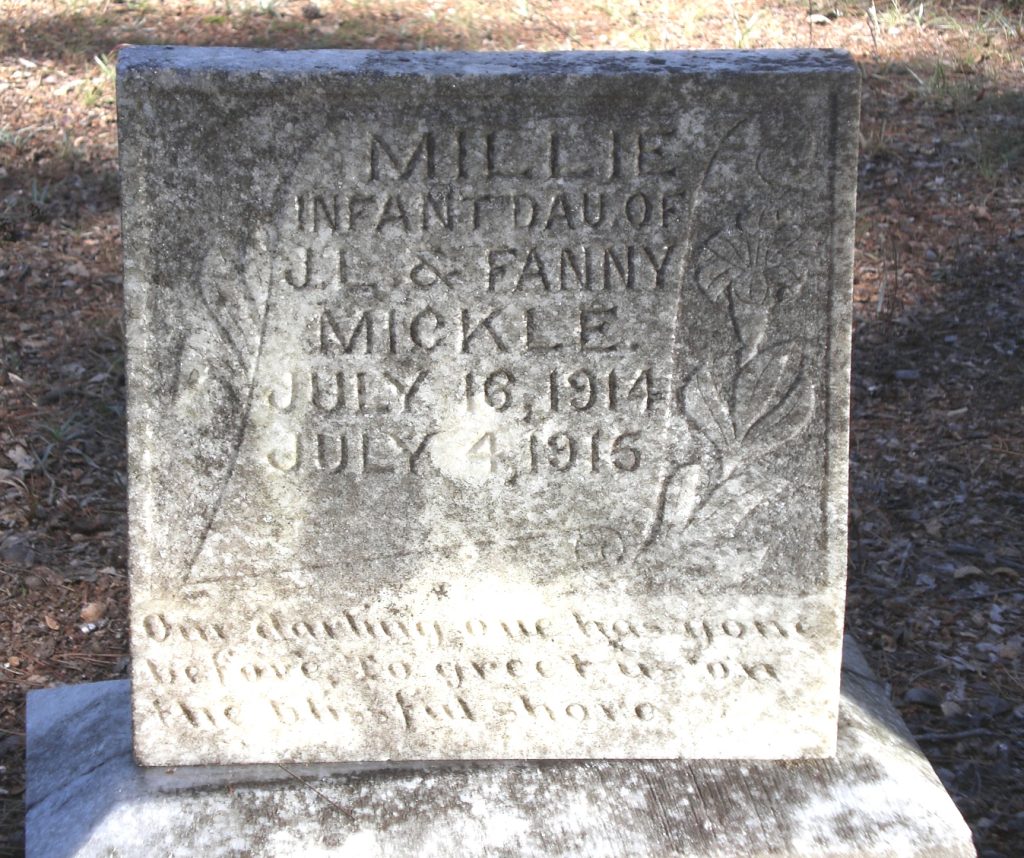 MILLIE
INFANT DAU OF
J.L. & FANNY
MICKLE.
JULY 16, 1914
JULY 4, 1915
Our darling one has gone
before, to greet us on
the blissful shore.